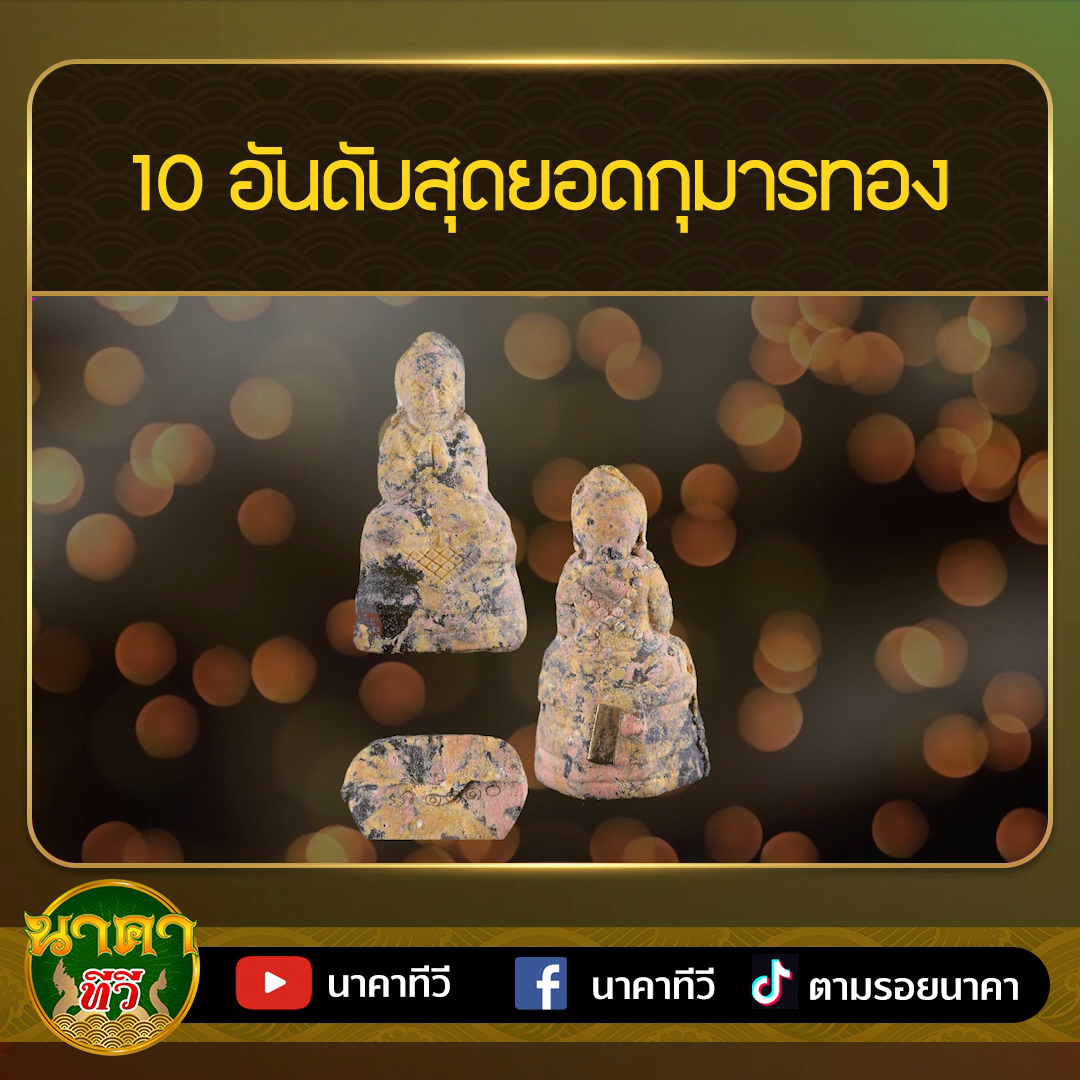 10 อันดับสุดยอดกุมารทอง
นาคา
ทีวี
นาคาทีวี
นาคาทีวี
ตามรอยนาคา